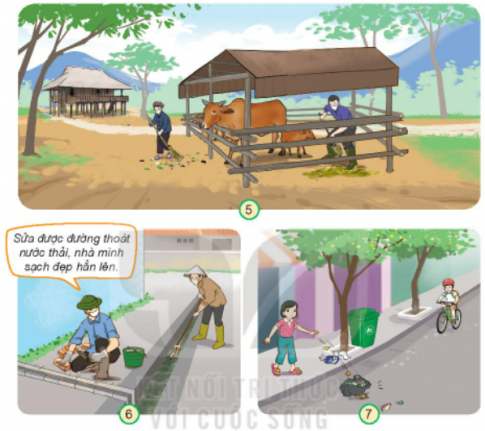 5
Sửa được đường thoát
nước thải, nhà mình
sạch đẹp hẳn lên.
6
7
KẾT NỐI TRI THỨC
VỚI CUỘC SỐNG